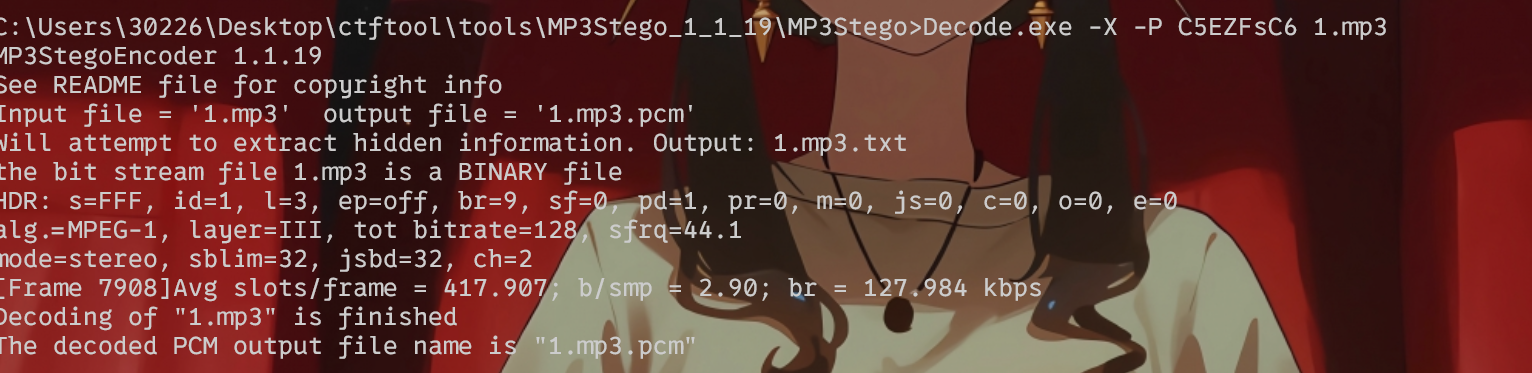 C:\Users\30226\Desktop\ctftool\tools\MP3Stego_1_1_19\MP3Stego>Decode.exe -X -P C5EZFsC6 1.mp3
MP3StegoEncoder 1.1.19
See README file for copyright info
Input file = '1.mp3'  output file = '1.mp3.pcm'
Will attempt to extract hidden information. Output: 1.mp3.txt
the bit stream file 1.mp3 is a BINARY file
HDR: s=FFF, id=1, l=3, ep=off, br=9, sf=0, pd=1, pr=0, m=0, js=0, c=0, o=0, e=0
alg.=MPEG-1, layer=III, tot bitrate=128, sfrq=44.1
mode=stereo, sblim=32, jsbd=32, ch=2
[Frame 7908]Avg slots/frame = 417.907; b/smp = 2.90; br = 127.984 kbps
Decoding of "1.mp3" is finished
The decoded PCM output file name is "1.mp3.pcm"